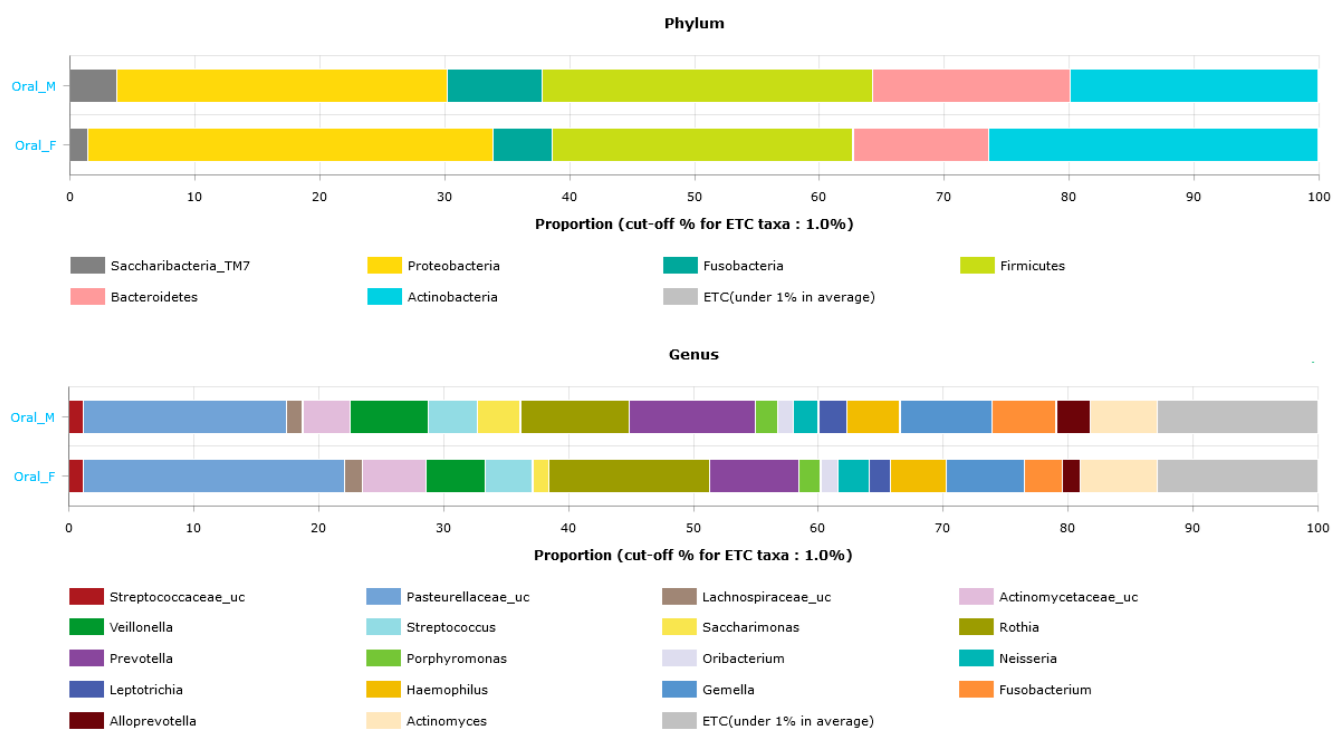 Phylum
Oral_M
Oral_F
0 10 20 30 40 50 60 70 80 90 100
Proportion (cut-off % for ETC taxa : 1.0%)
Saccharibacteria_TM7 Proteobacteria Fusobacteria Firmicutes
Bacteroidetes Actinobacteria ETC(under 1% in average)
Genus
Oral_M
Oral_F
0 10 20 30 40 50 60 70 80 90 100
Proportion (cut-off % for ETC taxa : 1.0%)
Streptococcaceae_uc Pasteurellaceae_uc Lachnospiraceae_uc Actinomycetaceae_uc
Veillonella Streptococcus Saccharimonas Rothia
Prevotella Porphyromonas Oribacterium Neisseria
Leptotrichia Haemophilus Gemella Fusobacterium
Alloprevotella Actinomyces ETC(under 1% in average)